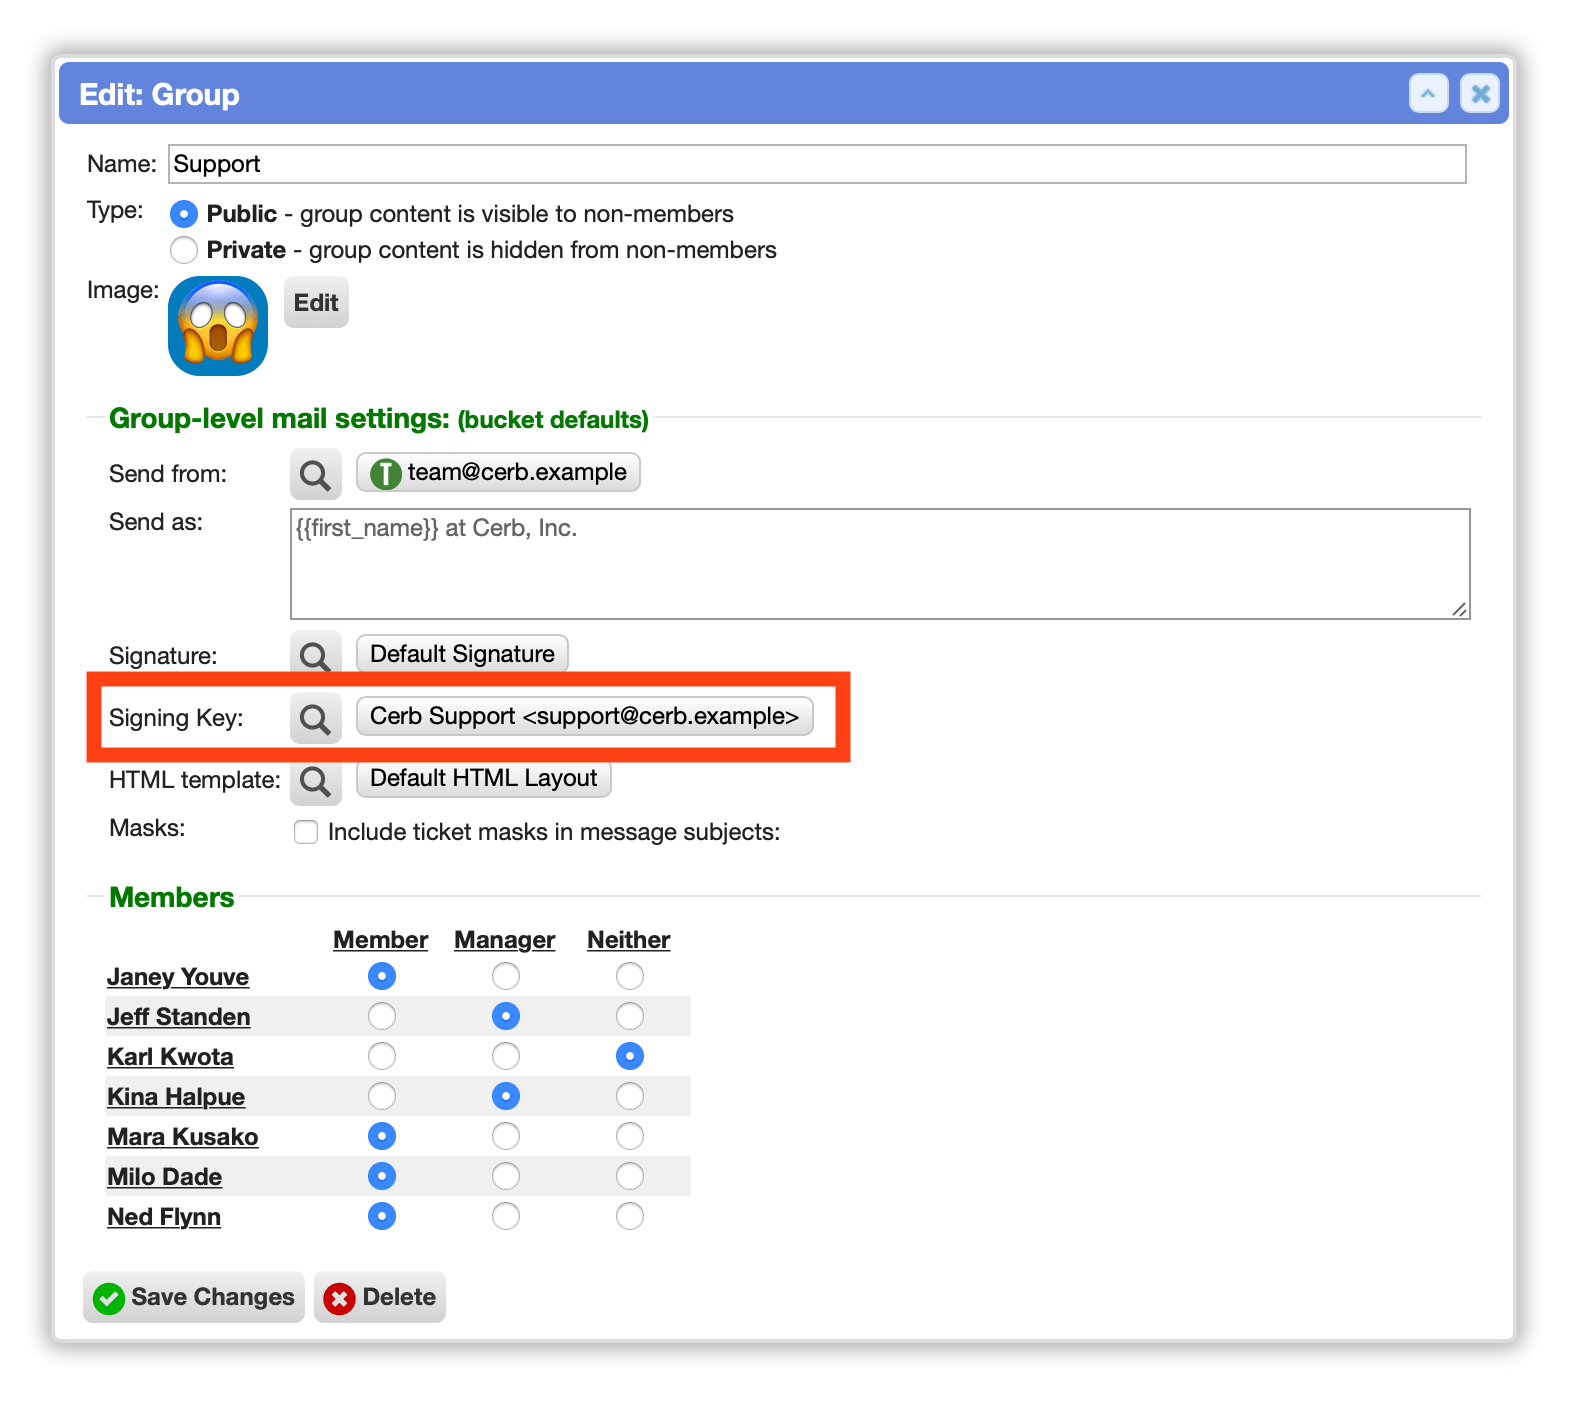 Edit: Group
Name: Support
Type: Public - group content is visible to non-members
Private - group content is hidden from non-members
Image: Edit
Group-level mail settings: (bucket defaults)
Send from: T team@cerb.example
Send as: {{first_name}} at Cerb, Inc.
Signature: Default Signature
Signing Key: Cerb Support <support@cerb.example>
HTML template: Default HTML Layout
Masks: Include ticket masks in message subjects:
Members
Member Manager Neither
Janey Youve
Jeff Standen
Karl Kwota
Kina Halpue
Mara Kusako
Milo Dade
Ned Flynn
Save Changes Delete